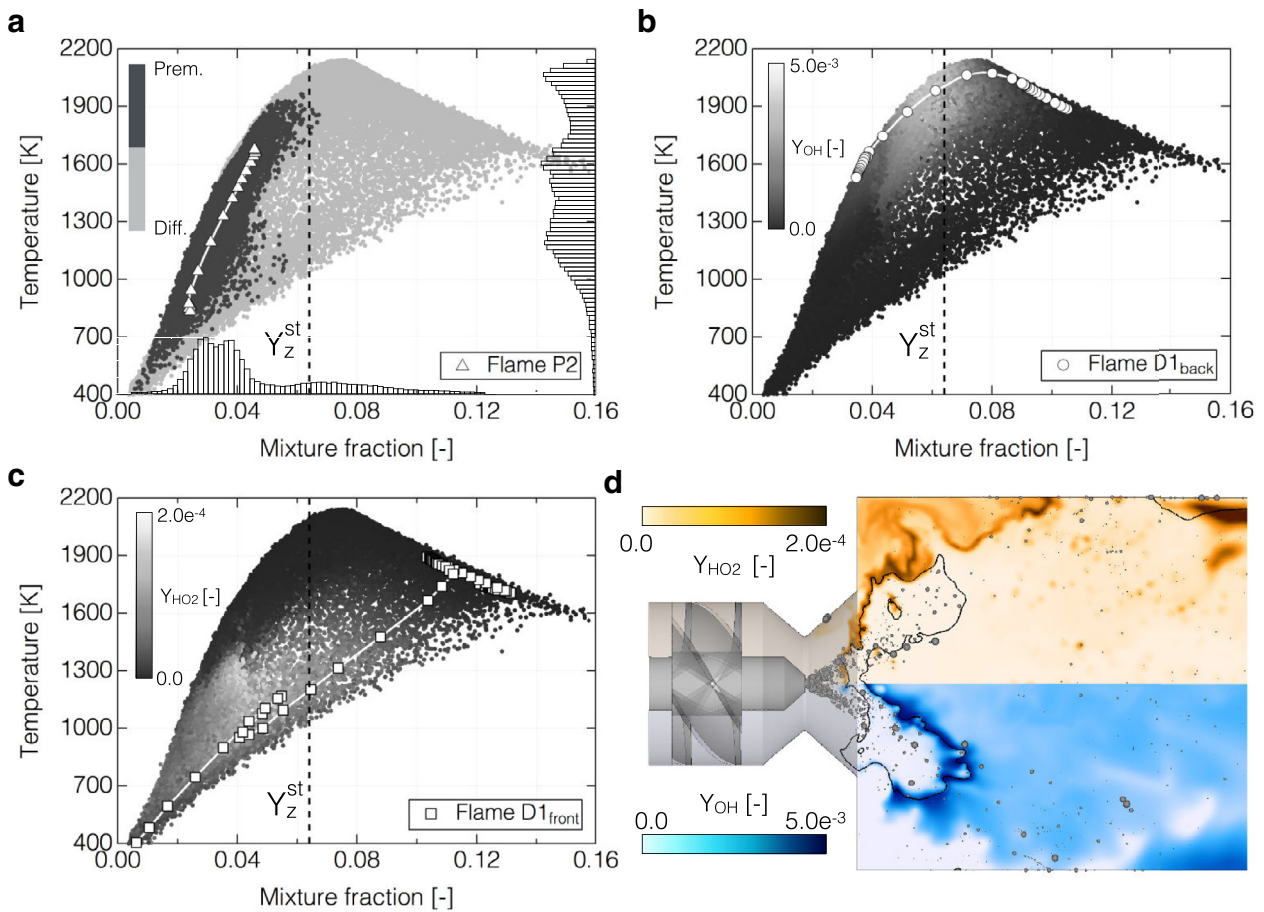 a
2200
1900
1600
1300
1000
700
400
Temperature [K]
Prem.
Diff.
Y_z^st
Flame P2
0.00 0.04 0.08 0.12 0.16
Mixture fraction [-]
b
2200
1900
1600
1300
1000
700
400
Temperature [K]
5.0e⁻³
Y_OH [-]
0.0
Y_z^st
Flame D1_back
0.00 0.04 0.08 0.12 0.16
Mixture fraction [-]
c
2200
1900
1600
1300
1000
700
400
Temperature [K]
2.0e⁻⁴
Y_HO2 [-]
0.0
Y_z^st
Flame D1_front
0.00 0.04 0.08 0.12 0.16
Mixture fraction [-]
d
0.0 2.0e⁻⁴
Y_HO2 [-]
Y_OH [-]
0.0 5.0e⁻³